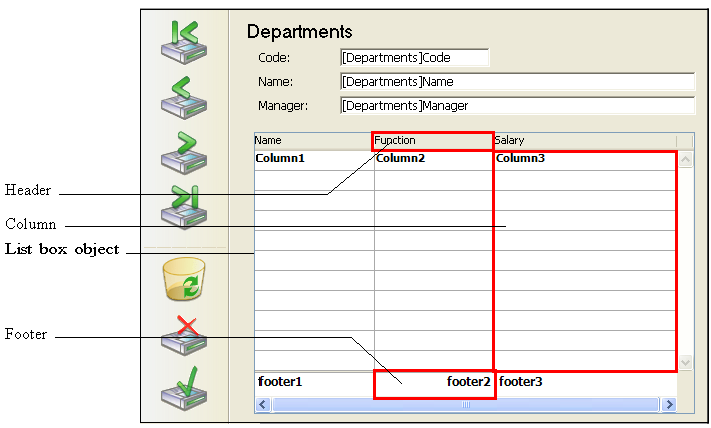 Departments
Code: [Departments]Code
Name: [Departments]Name
Manager: [Departments]Manager
Name Function Salary
Column1 Column2 Column3
Header
Column
List box object
Footer
footer1 footer2 footer3